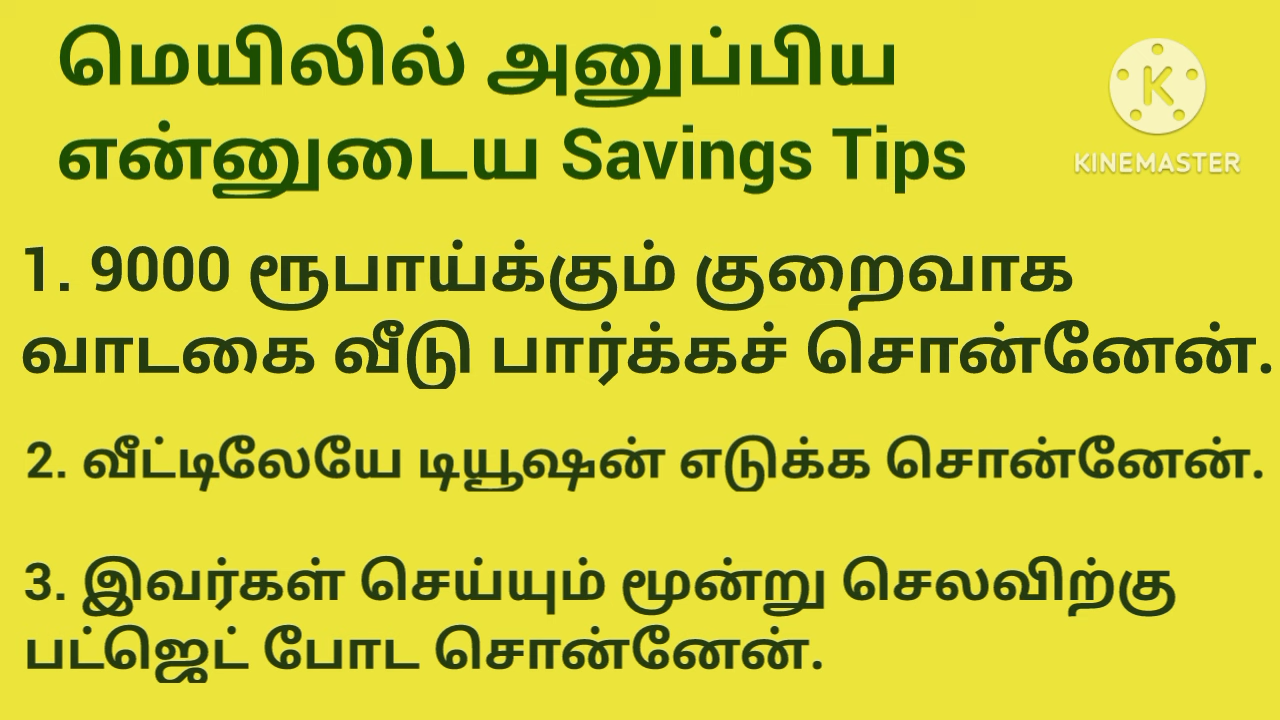 மெயிலில் அனுப்பிய
என்னுடைய Savings Tips
K
KINEMASTER
1. 9000 ரூபாய்க்கும் குறைவாக
வாடகை வீடு பார்க்கச் சொன்னேன்.
2. வீட்டிலேயே டியூஷன் எடுக்க சொன்னேன்.
3. இவர்கள் செய்யும் மூன்று செலவிற்கு
பட்ஜெட் போட சொன்னேன்.